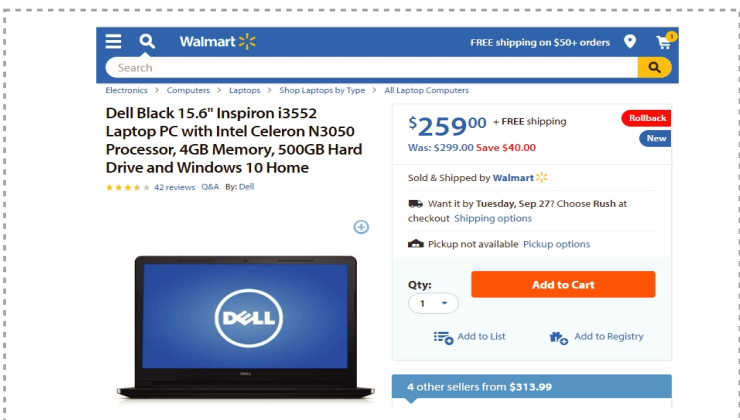 Walmart
FREE shipping on $50+ orders
1
Search
Electronics > Computers > Laptops > Shop Laptops by Type > All Laptop Computers
Dell Black 15.6" Inspiron i3552
Laptop PC with Intel Celeron N3050
Processor, 4GB Memory, 500GB Hard
Drive and Windows 10 Home
42 reviews Q&A By: Dell
$25900 + FREE shipping
Rollback
New
Was: $299.00 Save $40.00
Sold & Shipped by Walmart
Want it by Tuesday, Sep 27? Choose Rush at
checkout Shipping options
Pickup not available Pickup options
Qty:
1
Add to Cart
Add to List
Add to Registry
4 other sellers from $313.99
DELL
DELL